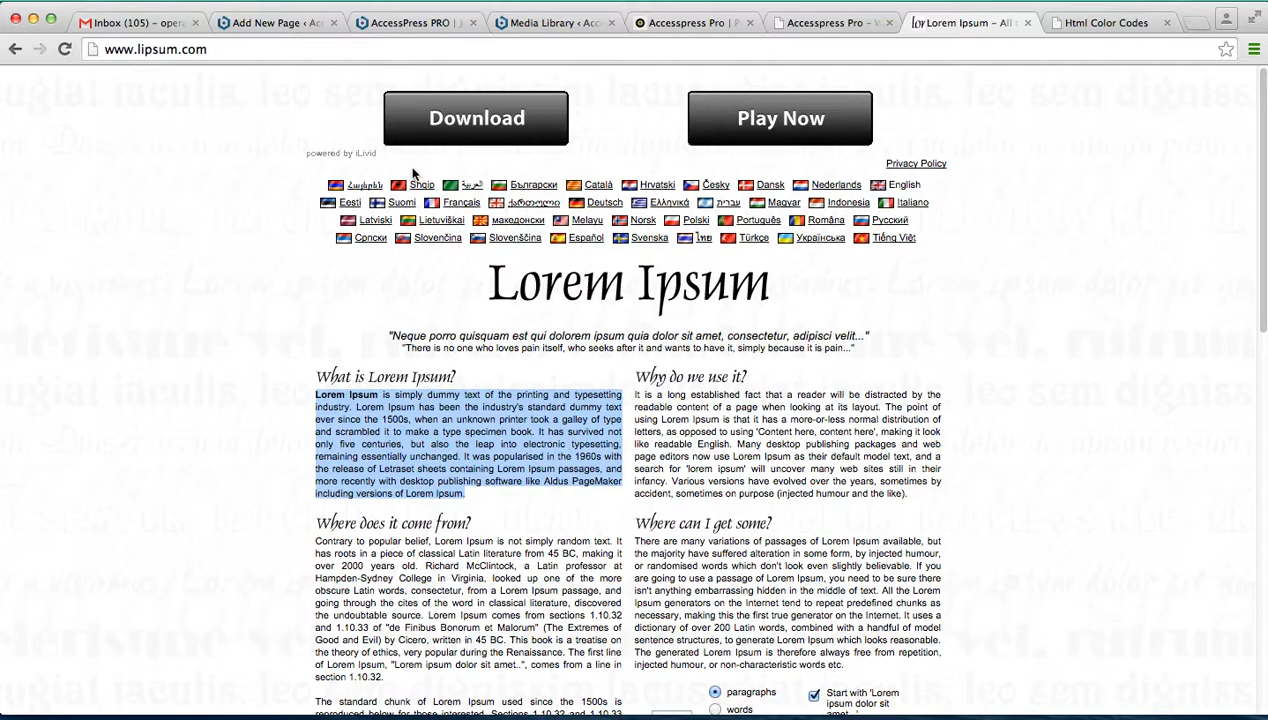 Inbox (105) – oper
Add New Page ‹ Acc
AccessPress PRO | J
Media Library ‹ Acce
Accesspress Pro | P
Accesspress Pro – W
Lorem Ipsum – All
Html Color Codes
www.lipsum.com
Download
Play Now
powered by iLivid
Privacy Policy
Հայերեն Shqip العربية Български Català Hrvatski Česky Dansk Nederlands English
Eesti Suomi Français ქართული Deutsch Ελληνικά עברית Magyar Indonesia Italiano
Latviski Lietuviškai македонски Melayu Norsk Polski Português Româna Русский
Српски Slovenčina Slovenščina Español Svenska ไทย Türkçe Українська Tiếng Việt
Lorem Ipsum
"Neque porro quisquam est qui dolorem ipsum quia dolor sit amet, consectetur, adipisci velit..."
"There is no one who loves pain itself, who seeks after it and wants to have it, simply because it is pain..."
What is Lorem Ipsum?
Lorem Ipsum is simply dummy text of the printing and typesetting
industry. Lorem Ipsum has been the industry's standard dummy text
ever since the 1500s, when an unknown printer took a galley of type
and scrambled it to make a type specimen book. It has survived not
only five centuries, but also the leap into electronic typesetting,
remaining essentially unchanged. It was popularised in the 1960s with
the release of Letraset sheets containing Lorem Ipsum passages, and
more recently with desktop publishing software like Aldus PageMaker
including versions of Lorem Ipsum.
Why do we use it?
It is a long established fact that a reader will be distracted by the
readable content of a page when looking at its layout. The point of
using Lorem Ipsum is that it has a more-or-less normal distribution of
letters, as opposed to using 'Content here, content here', making it look
like readable English. Many desktop publishing packages and web
page editors now use Lorem Ipsum as their default model text, and a
search for 'lorem ipsum' will uncover many web sites still in their
infancy. Various versions have evolved over the years, sometimes by
accident, sometimes on purpose (injected humour and the like).
Where does it come from?
Contrary to popular belief, Lorem Ipsum is not simply random text. It
has roots in a piece of classical Latin literature from 45 BC, making it
over 2000 years old. Richard McClintock, a Latin professor at
Hampden-Sydney College in Virginia, looked up one of the more
obscure Latin words, consectetur, from a Lorem Ipsum passage, and
going through the cites of the word in classical literature, discovered
the undoubtable source. Lorem Ipsum comes from sections 1.10.32
and 1.10.33 of "de Finibus Bonorum et Malorum" (The Extremes of
Good and Evil) by Cicero, written in 45 BC. This book is a treatise on
the theory of ethics, very popular during the Renaissance. The first line
of Lorem Ipsum, "Lorem ipsum dolor sit amet..", comes from a line in
section 1.10.32.
The standard chunk of Lorem Ipsum used since the 1500s is
reproduced below for those interested. Sections 1.10.32 and 1.10.33
Where can I get some?
There are many variations of passages of Lorem Ipsum available, but
the majority have suffered alteration in some form, by injected humour,
or randomised words which don't look even slightly believable. If you
are going to use a passage of Lorem Ipsum, you need to be sure there
isn't anything embarrassing hidden in the middle of text. All the Lorem
Ipsum generators on the Internet tend to repeat predefined chunks as
necessary, making this the first true generator on the Internet. It uses a
dictionary of over 200 Latin words, combined with a handful of model
sentence structures, to generate Lorem Ipsum which looks reasonable.
The generated Lorem Ipsum is therefore always free from repetition,
injected humour, or non-characteristic words etc.
paragraphs
words
Start with 'Lorem
ipsum dolor sit
amet...'